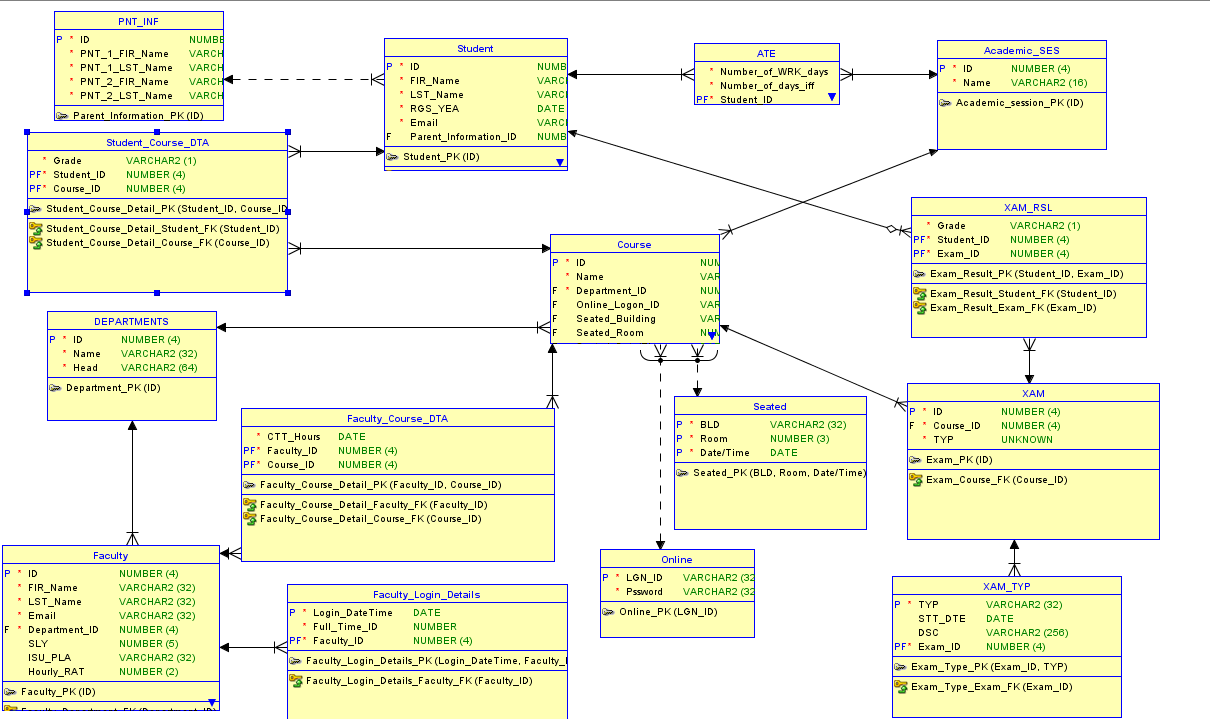 PNT_INF
P * ID NUMBE
* PNT_1_FIR_Name VARCH
* PNT_1_LST_Name VARCH
* PNT_2_FIR_Name VARCH
* PNT_2_LST_Name VARCH
Parent_Information_PK (ID)
Student
P * ID NUMB
* FIR_Name VARC
* LST_Name VARC
* RGS_YEA DATE
* Email VARC
F Parent_Information_ID NUMB
Student_PK (ID)
ATE
* Number_of_WRK_days
* Number_of_days_iff
PF* Student_ID
Academic_SES
P * ID NUMBER (4)
* Name VARCHAR2 (16)
Academic_session_PK (ID)
Student_Course_DTA
* Grade VARCHAR2 (1)
PF* Student_ID NUMBER (4)
PF* Course_ID NUMBER (4)
Student_Course_Detail_PK (Student_ID, Course_ID
Student_Course_Detail_Student_FK (Student_ID)
Student_Course_Detail_Course_FK (Course_ID)
XAM_RSL
* Grade VARCHAR2 (1)
PF* Student_ID NUMBER (4)
PF* Exam_ID NUMBER (4)
Exam_Result_PK (Student_ID, Exam_ID)
Exam_Result_Student_FK (Student_ID)
Exam_Result_Exam_FK (Exam_ID)
Course
P * ID NUM
* Name VAR
F * Department_ID NUM
F Online_Logon_ID VAR
F Seated_Building VAR
F Seated_Room NUM
DEPARTMENTS
P * ID NUMBER (4)
* Name VARCHAR2 (32)
* Head VARCHAR2 (64)
Department_PK (ID)
XAM
P * ID NUMBER (4)
F * Course_ID NUMBER (4)
* TYP UNKNOWN
Exam_PK (ID)
Exam_Course_FK (Course_ID)
Seated
P * BLD VARCHAR2 (32)
P * Room NUMBER (3)
P * Date/Time DATE
Seated_PK (BLD, Room, Date/Time)
Faculty_Course_DTA
* CTT_Hours DATE
PF* Faculty_ID NUMBER (4)
PF* Course_ID NUMBER (4)
Faculty_Course_Detail_PK (Faculty_ID, Course_ID)
Faculty_Course_Detail_Faculty_FK (Faculty_ID)
Faculty_Course_Detail_Course_FK (Course_ID)
Faculty
P * ID NUMBER (4)
* FIR_Name VARCHAR2 (32)
* LST_Name VARCHAR2 (32)
* Email VARCHAR2 (32)
F * Department_ID NUMBER (4)
SLY NUMBER (5)
ISU_PLA VARCHAR2 (32)
Hourly_RAT NUMBER (2)
Faculty_PK (ID)
Online
P * LGN_ID VARCHAR2 (32
* Pssword VARCHAR2 (32
Online_PK (LGN_ID)
Faculty_Login_Details
P * Login_DateTime DATE
* Full_Time_ID NUMBER
PF* Faculty_ID NUMBER (4)
Faculty_Login_Details_PK (Login_DateTime, Faculty_I
Faculty_Login_Details_Faculty_FK (Faculty_ID)
XAM_TYP
P * TYP VARCHAR2 (32)
STT_DTE DATE
DSC VARCHAR2 (256)
PF* Exam_ID NUMBER (4)
Exam_Type_PK (Exam_ID, TYP)
Exam_Type_Exam_FK (Exam_ID)